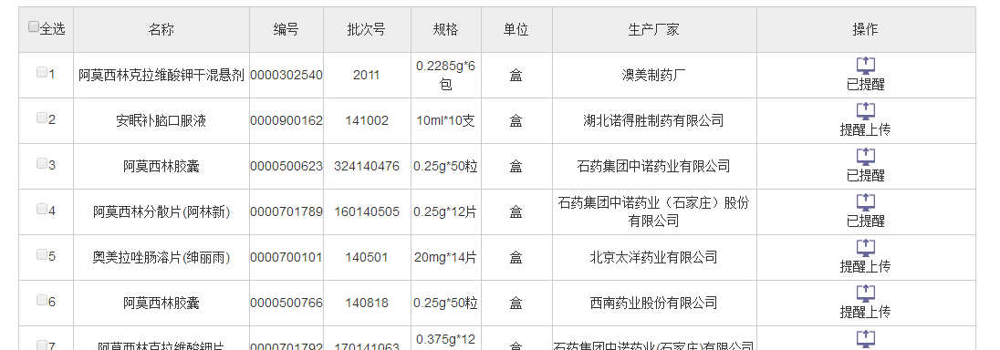 全选 名称 编号 批次号 规格 单位 生产厂家 操作
1 阿莫西林克拉维酸钾干混悬剂 0000302540 2011 0.2285g*6包 盒 澳美制药厂 已提醒
2 安眠补脑口服液 0000900162 141002 10ml*10支 盒 湖北诺得胜制药有限公司 提醒上传
3 阿莫西林胶囊 0000500623 324140476 0.25g*50粒 盒 石药集团中诺药业有限公司 已提醒
4 阿莫西林分散片(阿林新) 0000701789 160140505 0.25g*12片 盒 石药集团中诺药业（石家庄）股份有限公司 已提醒
5 奥美拉唑肠溶片(绅丽雨) 0000700101 140501 20mg*14片 盒 北京太洋药业有限公司 提醒上传
6 阿莫西林胶囊 0000500766 140818 0.25g*50粒 盒 西南药业股份有限公司 提醒上传
7 阿莫西林克拉维酸钾片 0000701792 170141063 0.375g*12 盒 石药集团中诺药业(石家庄)有限公司